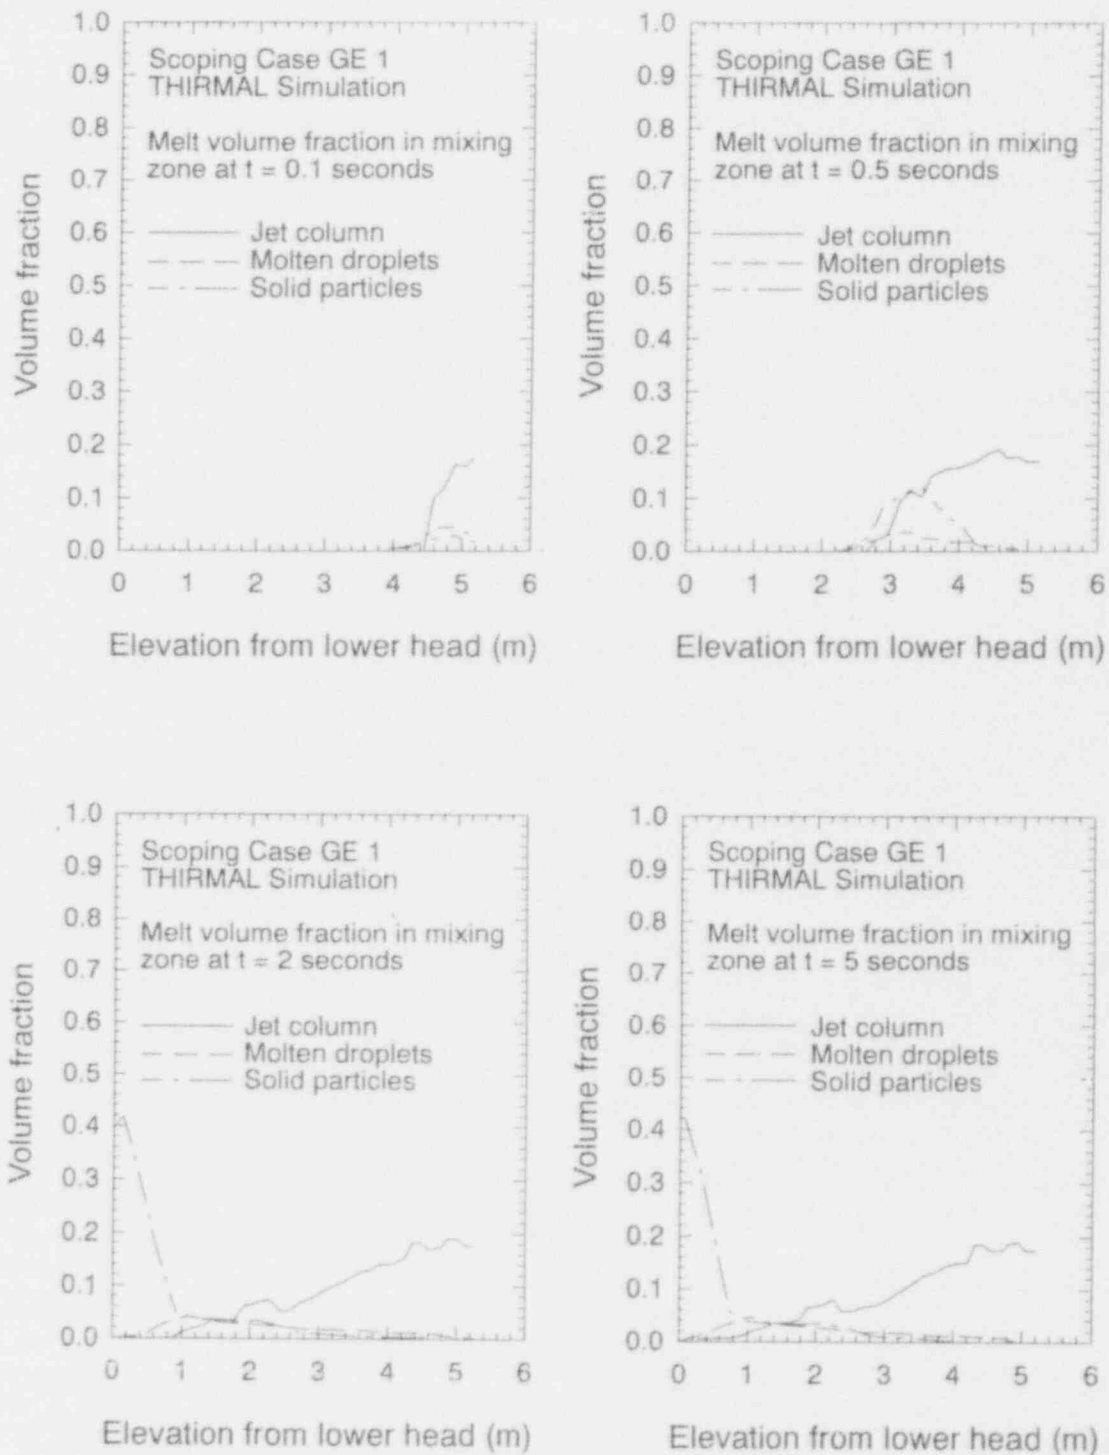 Scoping Case GE 1
THIRMAL Simulation
Melt volume fraction in mixing
zone at t = 0.1 seconds
Jet column
Molten droplets
Solid particles
Volume fraction
1.0
0.9
0.8
0.7
0.6
0.5
0.4
0.3
0.2
0.1
0.0
0 1 2 3 4 5 6
Elevation from lower head (m)
Scoping Case GE 1
THIRMAL Simulation
Melt volume fraction in mixing
zone at t = 0.5 seconds
Jet column
Molten droplets
Solid particles
Volume fraction
1.0
0.9
0.8
0.7
0.6
0.5
0.4
0.3
0.2
0.1
0.0
0 1 2 3 4 5 6
Elevation from lower head (m)
Scoping Case GE 1
THIRMAL Simulation
Melt volume fraction in mixing
zone at t = 2 seconds
Jet column
Molten droplets
Solid particles
Volume fraction
1.0
0.9
0.8
0.7
0.6
0.5
0.4
0.3
0.2
0.1
0.0
0 1 2 3 4 5 6
Elevation from lower head (m)
Scoping Case GE 1
THIRMAL Simulation
Melt volume fraction in mixing
zone at t = 5 seconds
Jet column
Molten droplets
Solid particles
Volume fraction
1.0
0.9
0.8
0.7
0.6
0.5
0.4
0.3
0.2
0.1
0.0
0 1 2 3 4 5 6
Elevation from lower head (m)